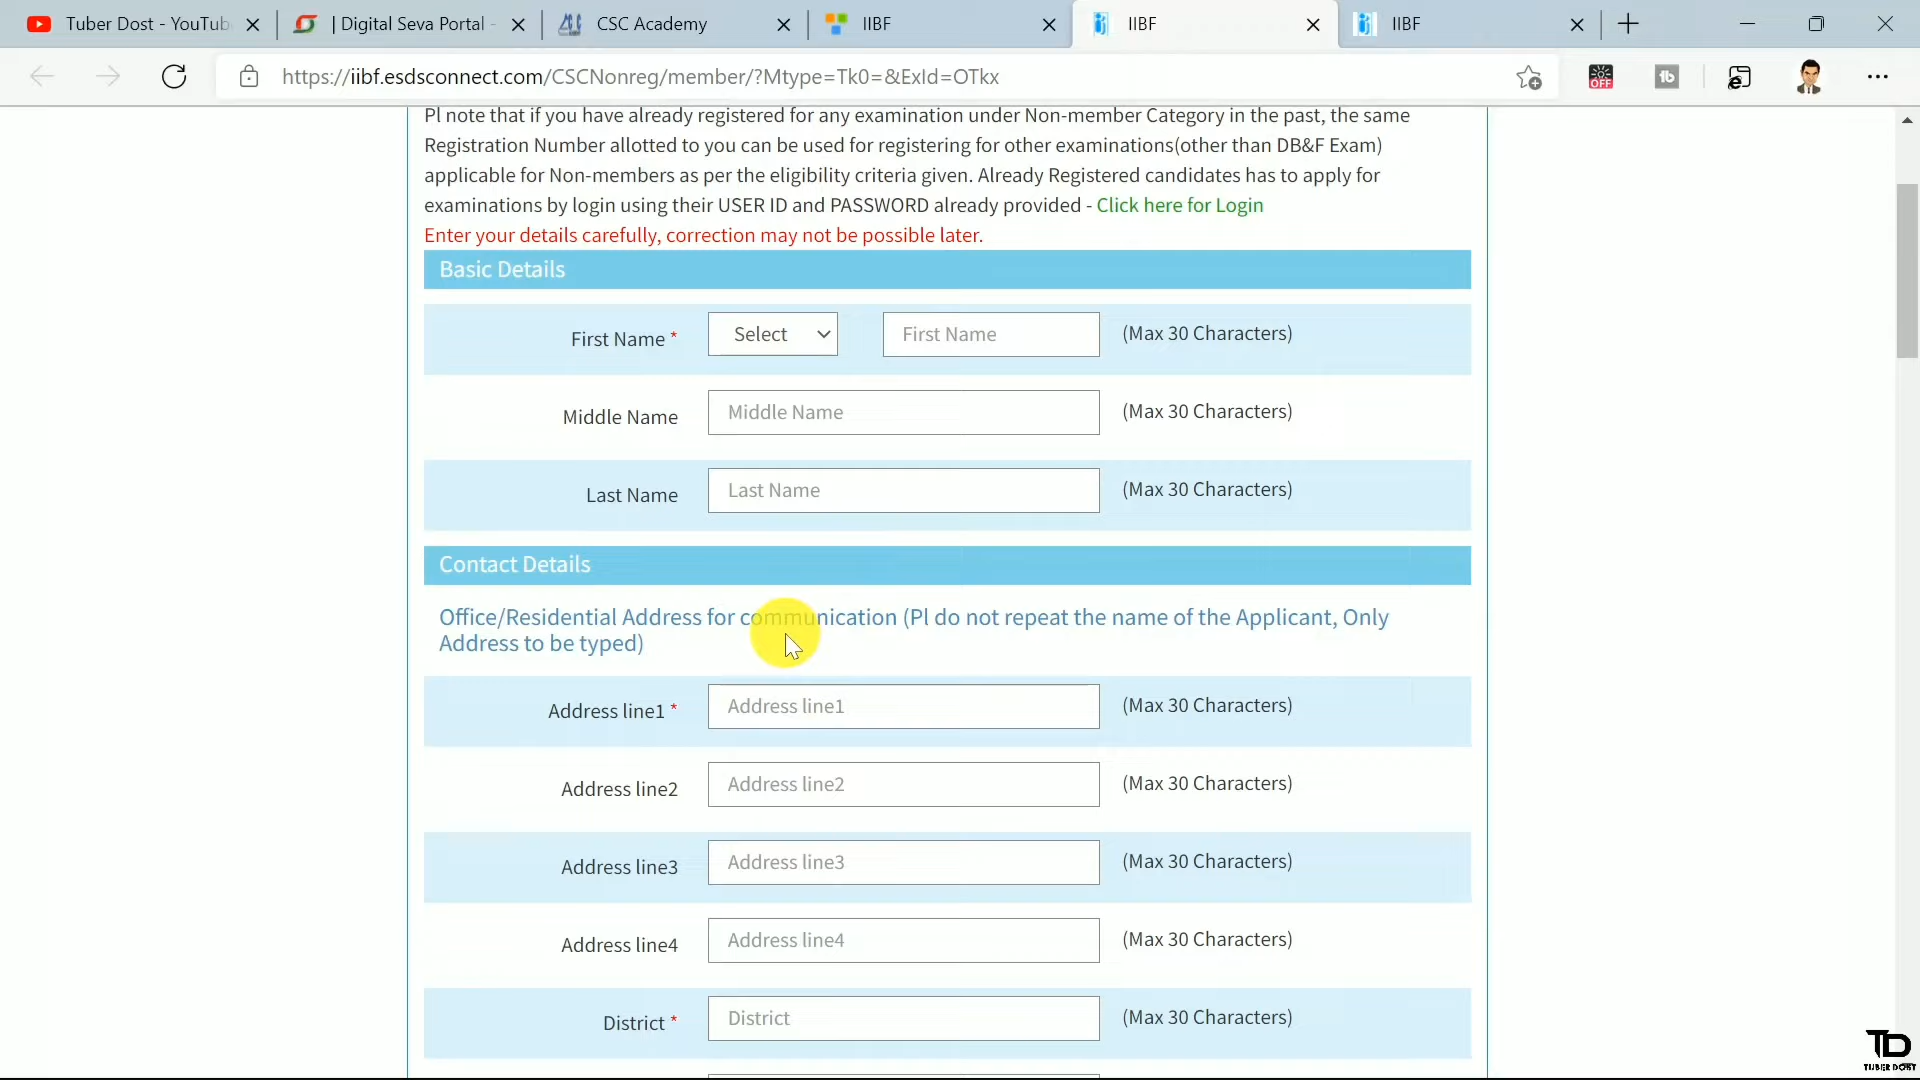 Tuber Dost - YouTub
| Digital Seva Portal -
CSC Academy
IIBF
IIBF
IIBF
https://iibf.esdsconnect.com/CSCNonreg/member/?Mtype=Tk0=&ExId=OTkx
OFF
tb
Pl note that if you have already registered for any examination under Non-member Category in the past, the same
Registration Number allotted to you can be used for registering for other examinations(other than DB&F Exam)
applicable for Non-members as per the eligibility criteria given. Already Registered candidates has to apply for
examinations by login using their USER ID and PASSWORD already provided - Click here for Login
Enter your details carefully, correction may not be possible later.
Basic Details
First Name * Select First Name (Max 30 Characters)
Middle Name Middle Name (Max 30 Characters)
Last Name Last Name (Max 30 Characters)
Contact Details
Office/Residential Address for communication (Pl do not repeat the name of the Applicant, Only
Address to be typed)
Address line1 * Address line1 (Max 30 Characters)
Address line2 Address line2 (Max 30 Characters)
Address line3 Address line3 (Max 30 Characters)
Address line4 Address line4 (Max 30 Characters)
District * District (Max 30 Characters)
TD
TUBER DOST